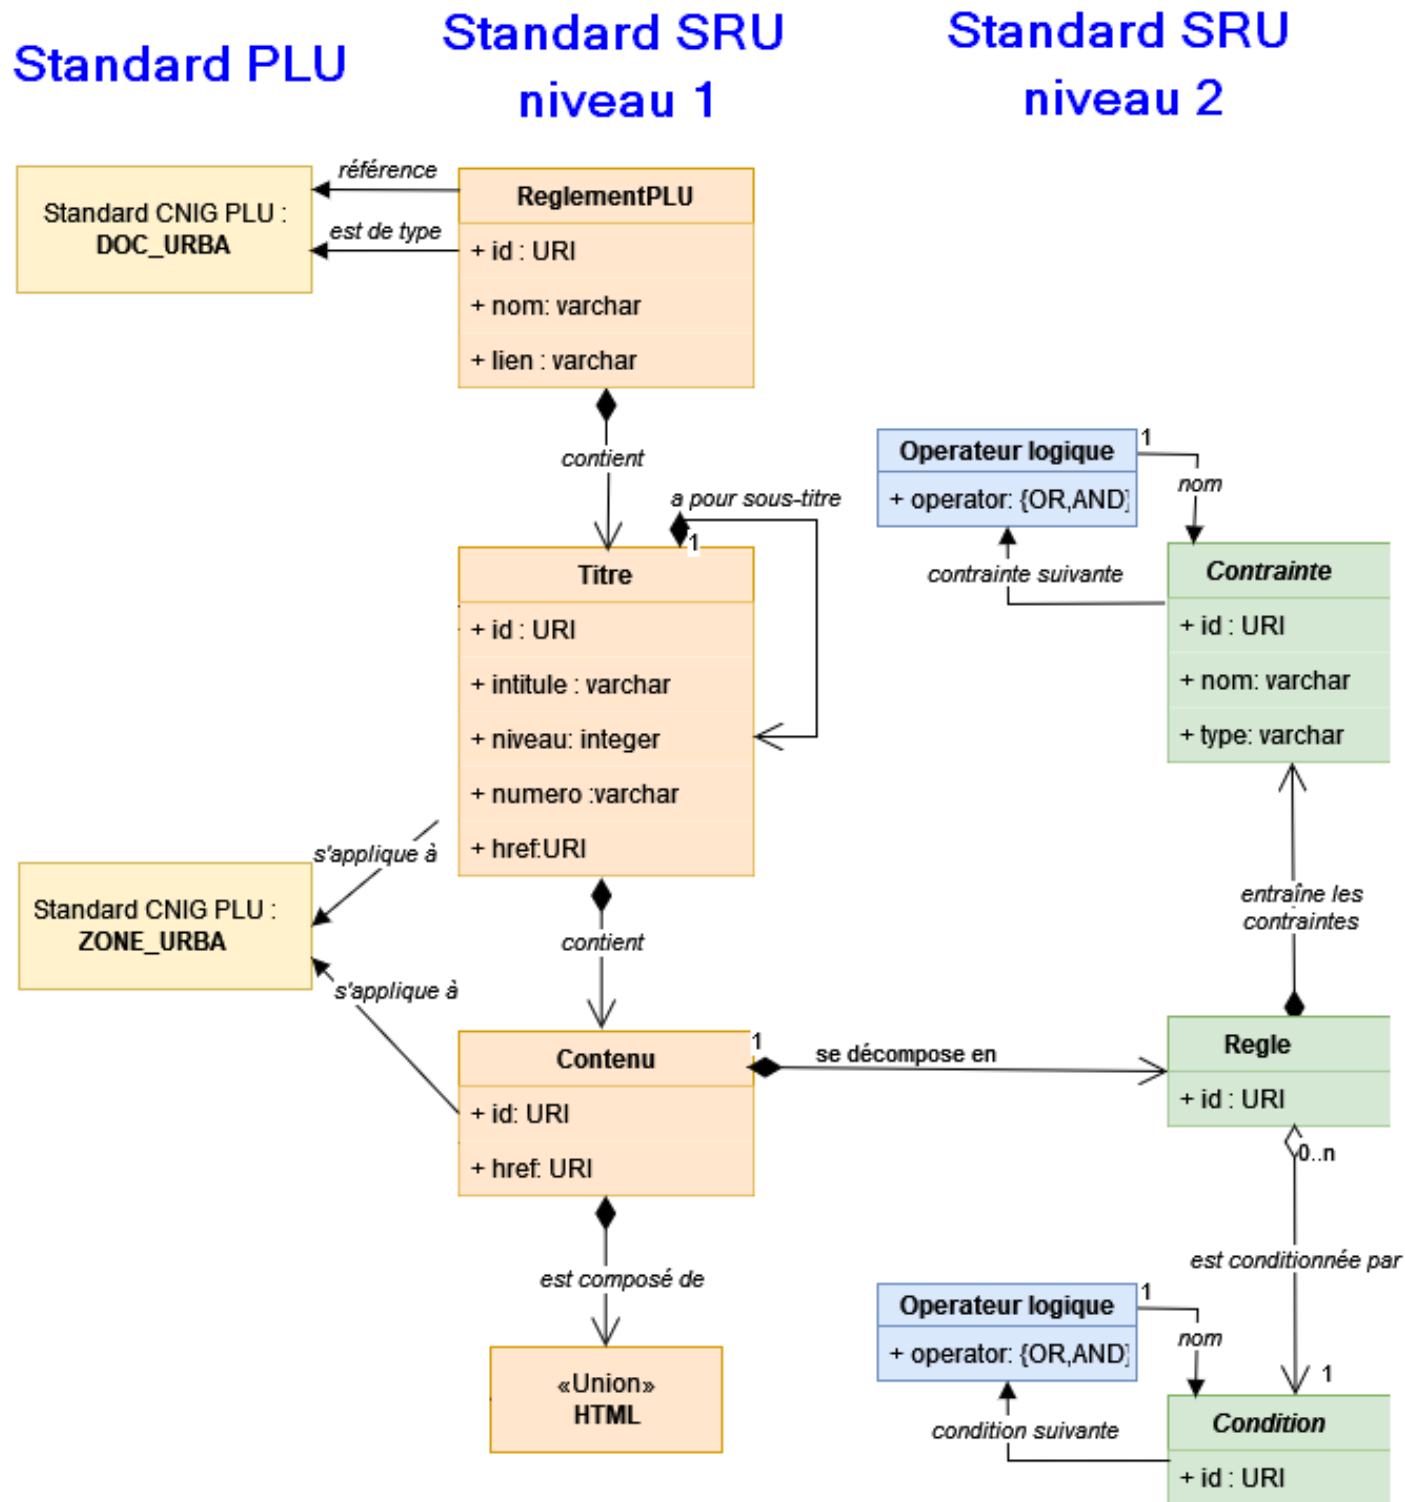 Standard PLU
Standard SRU
niveau 1
Standard SRU
niveau 2
Standard CNIG PLU :
DOC_URBA
référence
est de type
ReglementPLU
+ id : URI
+ nom: varchar
+ lien : varchar
contient
a pour sous-titre
1
Titre
+ id : URI
+ intitule : varchar
+ niveau: integer
+ numero :varchar
+ href:URI
s'applique à
Standard CNIG PLU :
ZONE_URBA
s'applique à
contient
Contenu
+ id: URI
+ href: URI
1
se décompose en
est composé de
«Union»
HTML
Operateur logique
+ operator: {OR,AND}
1
nom
contrainte suivante
Contrainte
+ id : URI
+ nom: varchar
+ type: varchar
entraîne les
contraintes
Regle
+ id : URI
0..n
est conditionnée par
1
Operateur logique
+ operator: {OR,AND}
1
nom
condition suivante
Condition
+ id : URI